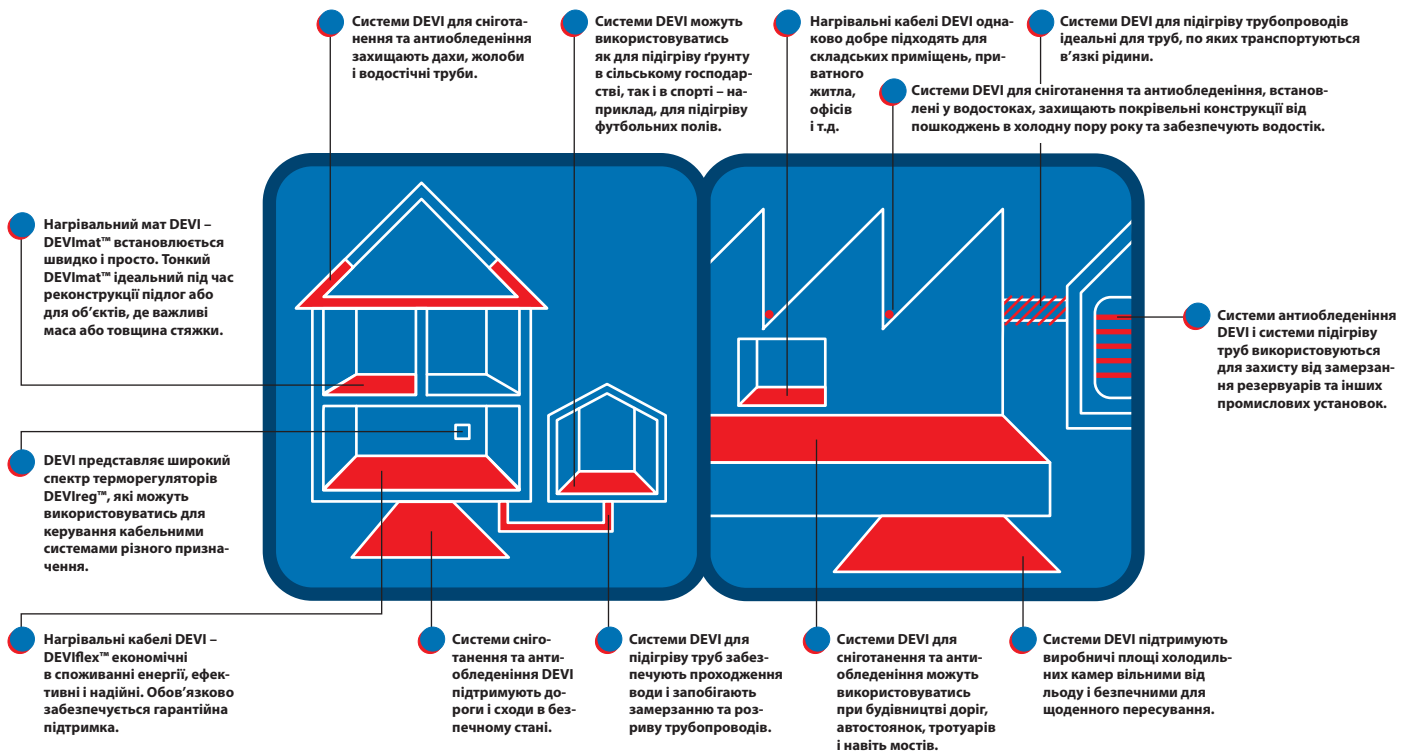 Системи DEVI для сніготa-
нення та антиобледеніння
захищають дахи, жолоби
і водостічні труби.
Системи DEVI можуть
використовуватись
як для підігріву ґрунту
в сільському господар-
стві, так і в спорті – на-
приклад, для підігріву
футбольних полів.
Нагрівальні кабелі DEVI одна-
ково добре підходять для
складських приміщень, при-
ватного
житла,
офісів
і т.д.
Системи DEVI для підігріву трубопроводів
ідеальні для труб, по яких транспортуються
в’язкі рідини.
Системи DEVI для сніготанення та антиобледеніння, встанов-
лені у водостоках, захищають покрівельні конструкції від
пошкоджень в холодну пору року та забезпечують водостік.
Нагрівальний мат DEVI –
DEVImat™ встановлюється
швидко і просто. Тонкий
DEVImat™ ідеальний під час
реконструкції підлог або
для об’єктів, де важливі
маса або товщина стяжки.
Системи антиобледеніння
DEVI і системи підігріву
труб використовуються
для захисту від замерзан-
ня резервуарів та інших
промислових установок.
DEVI представляє широкий
спектр терморегуляторів
DEVIreg™, які можуть
використовуватись для
керування кабельними
системами різного призна-
чення.
Нагрівальні кабелі DEVI –
DEVIflex™ економічні
в споживанні енергії, ефек-
тивні і надійні. Обов’язково
забезпечується гарантійна
підтримка.
Системи сніго-
танення та анти-
обледеніння DEVI
підтримують до-
роги і сходи в без-
печному стані.
Системи DEVI для
підігріву труб забез-
печують проходження
води і запобігають
замерзанню та роз-
риву трубопроводів.
Системи DEVI для
сніготанення та анти-
обледеніння можуть
використовуватись
при будівництві доріг,
автостоянок, тротуарів
і навіть мостів.
Системи DEVI підтримують
виробничі площі холодиль-
них камер вільними від
льоду і безпечними для
щоденного пересування.